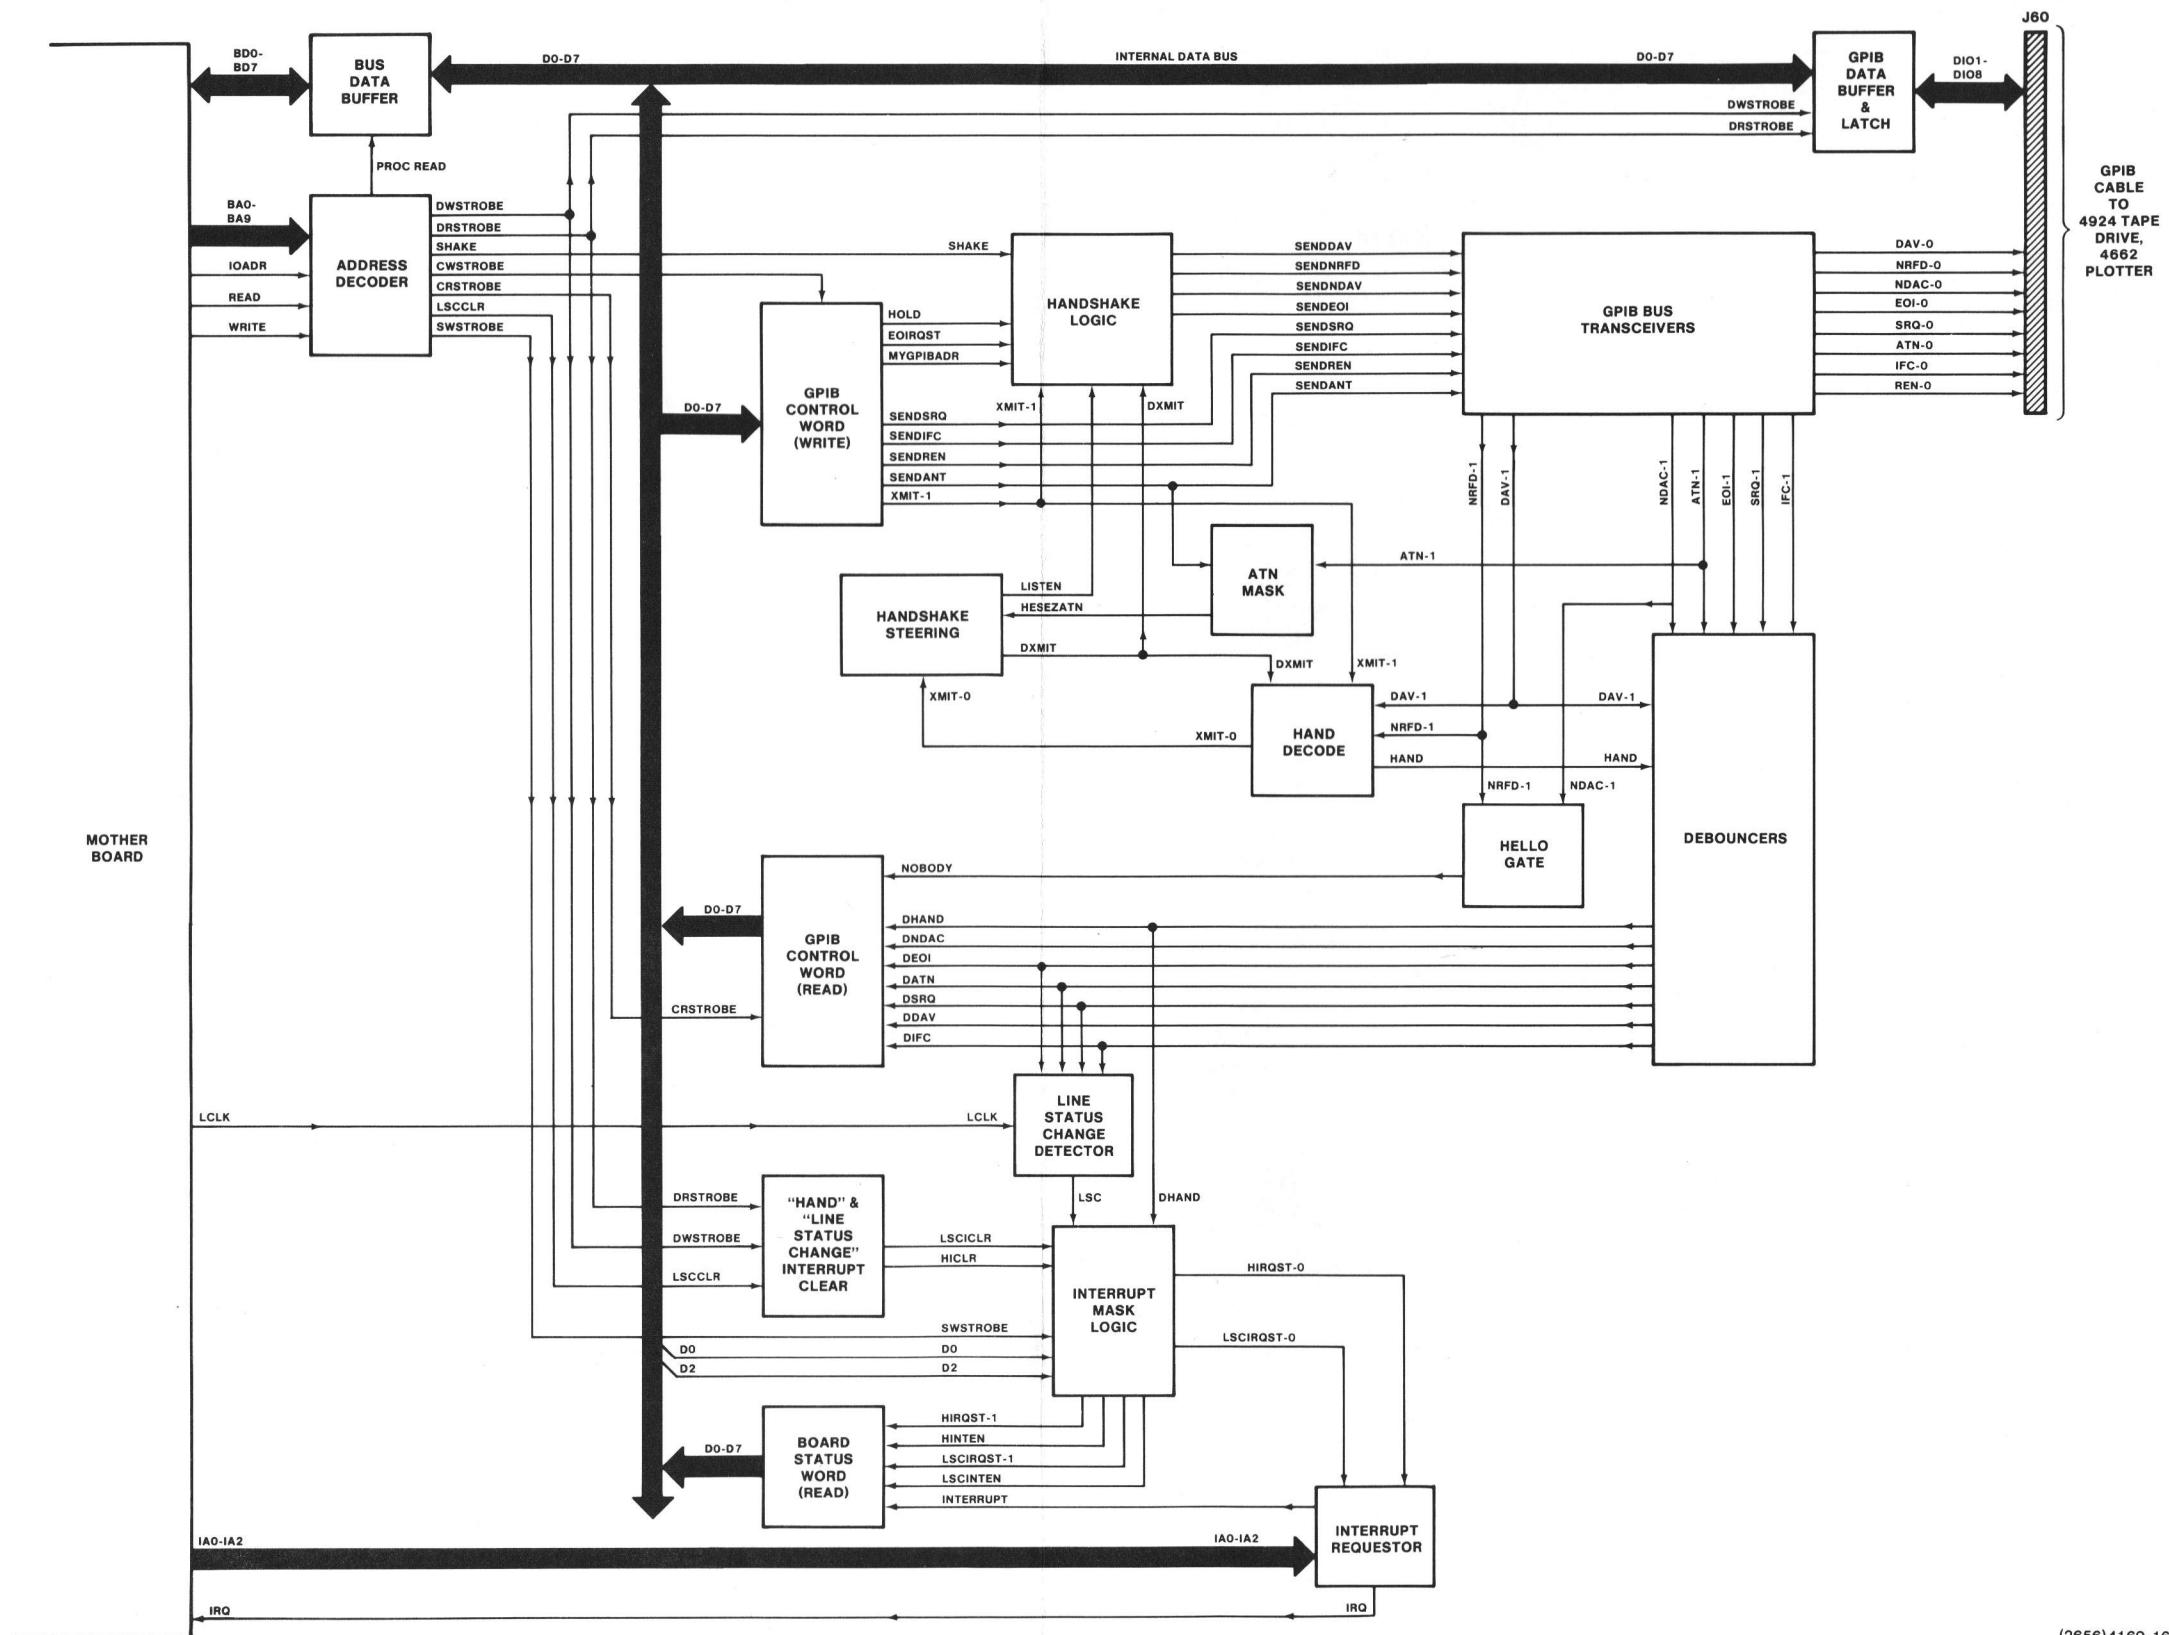 J60
BD0-
BD7
BUS
DATA
BUFFER
D0-D7
INTERNAL DATA BUS
D0-D7
GPIB
DATA
BUFFER
&
LATCH
DIO1-
DIO8
DWSTROBE
DRSTROBE
PROC READ
GPIB
CABLE
TO
4924 TAPE
DRIVE,
4662
PLOTTER
BA0-
BA9
IOADR
READ
WRITE
ADDRESS
DECODER
DWSTROBE
DRSTROBE
SHAKE
CWSTROBE
CRSTROBE
LSCCLR
SWSTROBE
SHAKE
HANDSHAKE
LOGIC
SENDDAV
SENDNRFD
SENDNDAV
SENDEOI
SENDSRQ
SENDIFC
SENDREN
SENDANT
GPIB BUS
TRANSCEIVERS
DAV-0
NRFD-0
NDAC-0
EOI-0
SRQ-0
ATN-0
IFC-0
REN-0
D0-D7
GPIB
CONTROL
WORD
(WRITE)
HOLD
EOIRQST
MYGPIBADR
SENDSRQ
SENDIFC
SENDREN
SENDANT
XMIT-1
XMIT-1
DXMIT
NRFD-1
DAV-1
NDAC-1
ATN-1
EOI-1
SRQ-1
IFC-1
ATN
MASK
ATN-1
HANDSHAKE
STEERING
LISTEN
HESEZATN
DXMIT
DXMIT
XMIT-1
XMIT-0
XMIT-0
HAND
DECODE
DAV-1
DAV-1
NRFD-1
HAND
HAND
NRFD-1
NDAC-1
HELLO
GATE
DEBOUNCERS
MOTHER
BOARD
D0-D7
GPIB
CONTROL
WORD
(READ)
CRSTROBE
NOBODY
DHAND
DNDAC
DEOI
DATN
DSRQ
DDAV
DIFC
LCLK
LCLK
LINE
STATUS
CHANGE
DETECTOR
LSC
DHAND
DRSTROBE
DWSTROBE
LSCCLR
"HAND" &
"LINE
STATUS
CHANGE"
INTERRUPT
CLEAR
LSCICLR
HICLR
SWSTROBE
D0
D0
D2
D2
INTERRUPT
MASK
LOGIC
HIRQST-0
LSCIRQST-0
D0-D7
BOARD
STATUS
WORD
(READ)
HIRQST-1
HINTEN
LSCIRQST-1
LSCINTEN
INTERRUPT
IA0-IA2
IA0-IA2
INTERRUPT
REQUESTOR
IRQ
IRQ